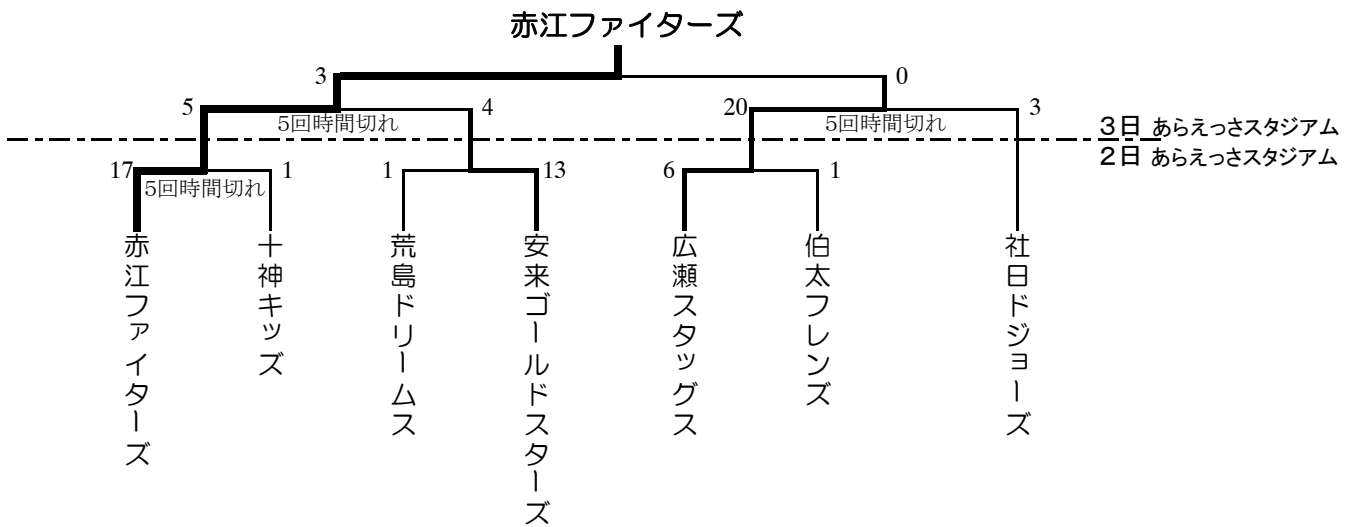 赤江ファイターズ
3
0
5
4
20
3
5回時間切れ
5回時間切れ
3日 あらえっさスタジアム
2日 あらえっさスタジアム
17
1
1
13
6
1
5回時間切れ
赤江ファイターズ
十神キッズ
荒島ドリームス
安来ゴールドスターズ
広瀬スタッグス
伯太フレンズ
社日ドジョーズ